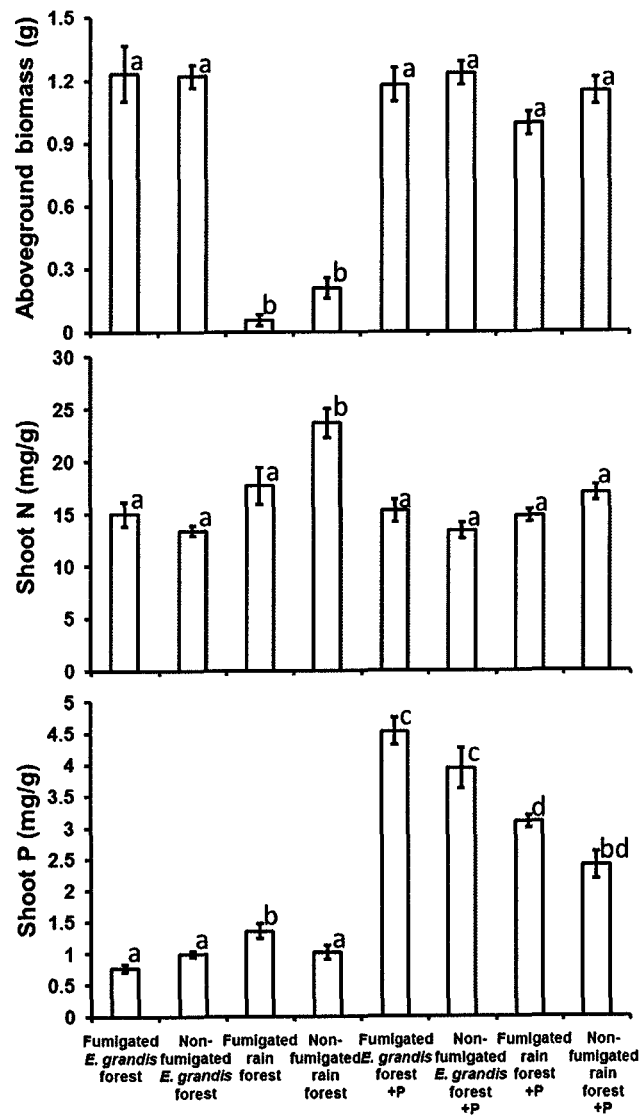 1.5
1.2
0.9
0.6
0.3
0
Aboveground biomass (g)
a
a
b
b
a
a
a
a
30
25
20
15
10
5
0
Shoot N (mg/g)
a
a
a
b
a
a
a
a
5
4.5
4
3.5
3
2.5
2
1.5
1
0.5
0
Shoot P (mg/g)
a
a
b
a
c
c
d
bd
Fumigated
E. grandis
forest
Non-
fumigated
E. grandis
forest
Fumigated
rain
forest
Non-
fumigated
rain
forest
Fumigated
E. grandis
forest
+P
Non-
fumigated
E. grandis
forest
+P
Fumigated
rain
forest
+P
Non-
fumigated
rain
forest
+P